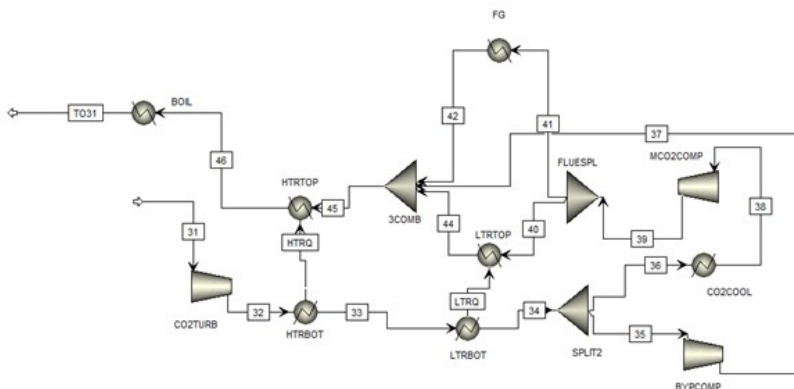 FG
TO31
BOIL
42
41
37
46
HTRTOP
FLUESPL
MCO2COMP
45
3COMB
44
LTRTOP
40
39
38
31
HTRQ
36
CO2COOL
LTRQ
CO2TURB
32
HTRBOT
33
LTRBOT
34
SPLIT2
35
BYPCOMP